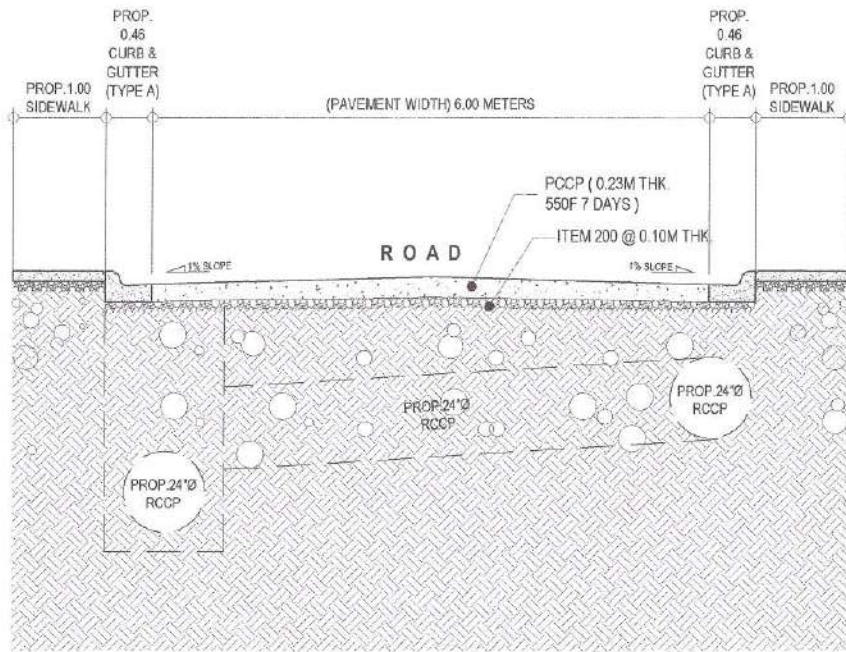 PROP.
0.46
CURB &
GUTTER
(TYPE A)
PROP.1.00
SIDEWALK
(PAVEMENT WIDTH) 6.00 METERS
PROP.
0.46
CURB &
GUTTER
(TYPE A)
PROP.1.00
SIDEWALK
PCCP ( 0.23M THK.
550F 7 DAYS )
ITEM 200 @ 0.10M THK.
ROAD
1% SLOPE
1% SLOPE
PROP.24"Ø
RCCP
PROP.24"Ø
RCCP
PROP.24"Ø
RCCP